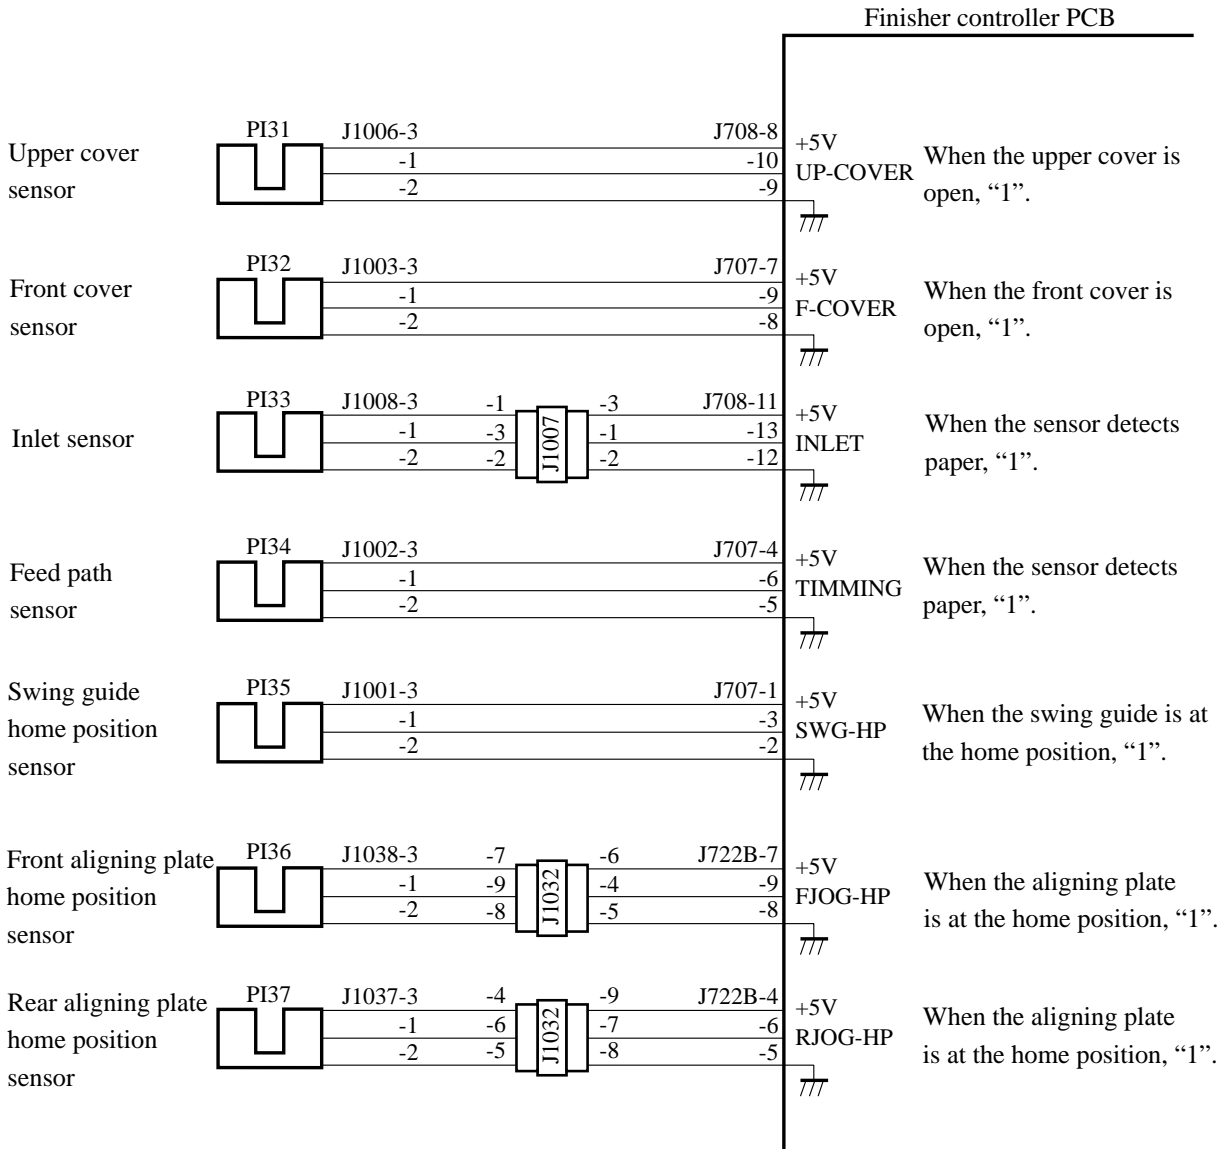 Finisher controller PCB
Upper cover
sensor
PI31
J1006-3
-1
-2
J708-8
-10
-9
+5V
UP-COVER
When the upper cover is
open, “1”.
Front cover
sensor
PI32
J1003-3
-1
-2
J707-7
-9
-8
+5V
F-COVER
When the front cover is
open, “1”.
Inlet sensor
PI33
J1008-3
-1
-2
-1
-3
-2
J1007
-3
-1
-2
J708-11
-13
-12
+5V
INLET
When the sensor detects
paper, “1”.
Feed path
sensor
PI34
J1002-3
-1
-2
J707-4
-6
-5
+5V
TIMMING
When the sensor detects
paper, “1”.
Swing guide
home position
sensor
PI35
J1001-3
-1
-2
J707-1
-3
-2
+5V
SWG-HP
When the swing guide is at
the home position, “1”.
Front aligning plate
home position
sensor
PI36
J1038-3
-1
-2
-7
-9
-8
J1032
-6
-4
-5
J722B-7
-9
-8
+5V
FJOG-HP
When the aligning plate
is at the home position, “1”.
Rear aligning plate
home position
sensor
PI37
J1037-3
-1
-2
-4
-6
-5
J1032
-9
-7
-8
J722B-4
-6
-5
+5V
RJOG-HP
When the aligning plate
is at the home position, “1”.